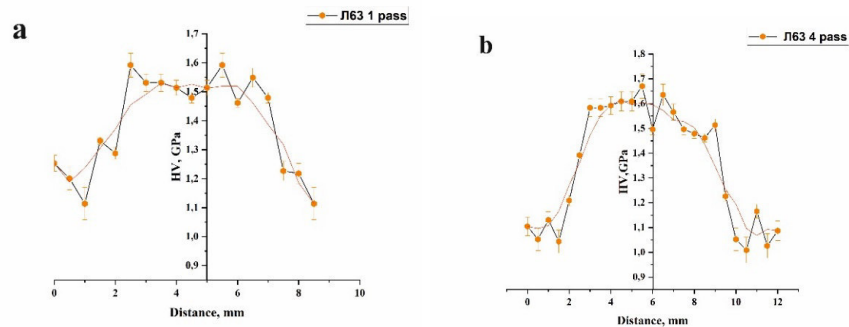 a
Л63 1 pass
HV, GPa
1,7
1,6
1,5
1,4
1,3
1,2
1,1
1,0
0,9
0 2 4 6 8 10
Distance, mm
b
Л63 4 pass
HV,GPa
1,8
1,7
1,6
1,5
1,4
1,3
1,2
1,1
1,0
0,9
0 2 4 6 8 10 12
Distance, mm